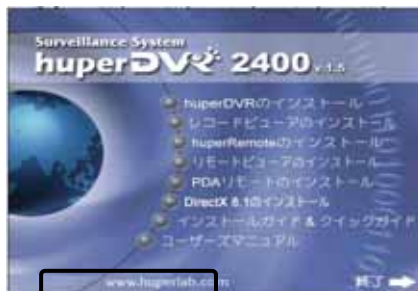 Surveillance System
huperDVR 2400 v 1.5
huperDVRのインストール
レコードビューアのインストール
huperRemoteのインストール
リモートビューアのインストール
PDAリモートのインストール
DirectX 8.1のインストール
インストールガイド & クイックガイド
ユーザーズマニュアル
www.huperlab.com
終了